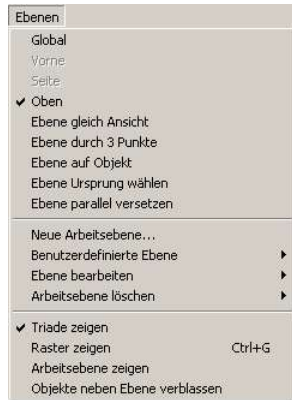 Ebenen
Global
Vorne
Seite
Oben
Ebene gleich Ansicht
Ebene durch 3 Punkte
Ebene auf Objekt
Ebene Ursprung wählen
Ebene parallel versetzen
Neue Arbeitsebene...
Benutzerdefinierte Ebene
Ebene bearbeiten
Arbeitsebene löschen
Triade zeigen
Raster zeigen Ctrl+G
Arbeitsebene zeigen
Objekte neben Ebene verblassen